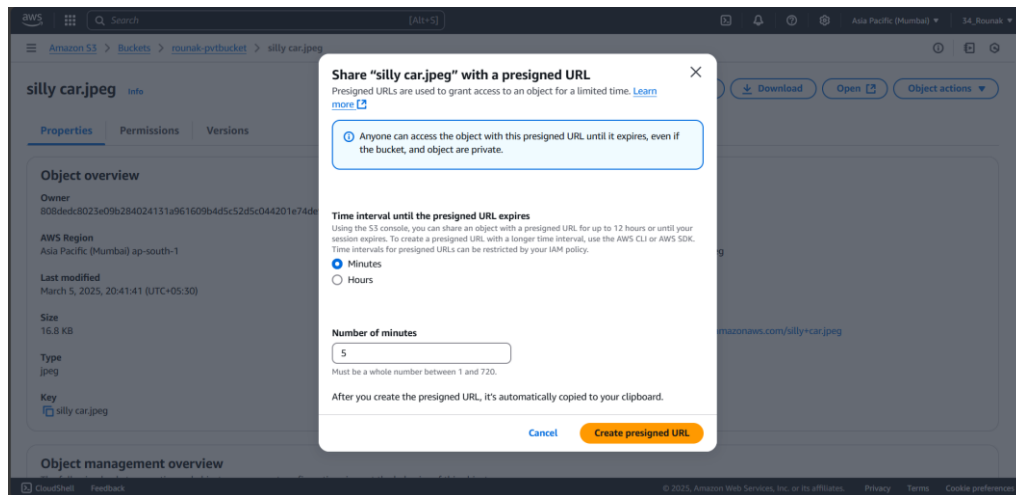 aws
Search
[Alt+S]
Asia Pacific (Mumbai)
34_Rounak
Amazon S3 > Buckets > rounak-pvtbucket > silly car.jpeg
silly car.jpeg Info
Download
Open
Object actions
Properties
Permissions
Versions
Object overview
Owner
808dedc8023e09b284024131a961609b4d5c52d5c044201e74de
AWS Region
Asia Pacific (Mumbai) ap-south-1
Last modified
March 5, 2025, 20:41:41 (UTC+05:30)
Size
16.8 KB
Type
jpeg
Key
silly car.jpeg
amazonaws.com/silly+car.jpeg
Object management overview
Share “silly car.jpeg” with a presigned URL
Presigned URLs are used to grant access to an object for a limited time. Learn
more
Anyone can access the object with this presigned URL until it expires, even if
the bucket, and object are private.
Time interval until the presigned URL expires
Using the S3 console, you can share an object with a presigned URL for up to 12 hours or until your
session expires. To create a presigned URL with a longer time interval, use the AWS CLI or AWS SDK.
Time intervals for presigned URLs can be restricted by your IAM policy.
Minutes
Hours
Number of minutes
5
Must be a whole number between 1 and 720.
After you create the presigned URL, it's automatically copied to your clipboard.
Cancel
Create presigned URL
CloudShell
Feedback
© 2025, Amazon Web Services, Inc. or its affiliates.
Privacy
Terms
Cookie preferences